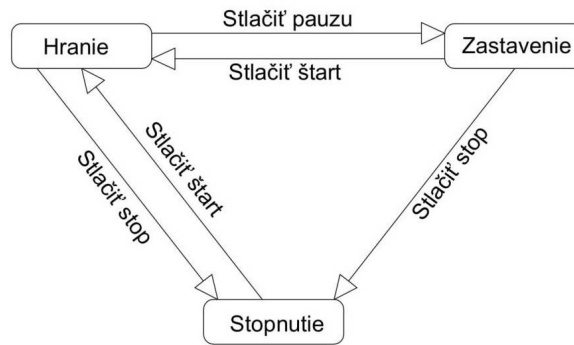 Stlačiť pauzu
Hranie
Zastavenie
Stlačiť štart
Stlačiť štart
Stlačiť stop
Stlačiť stop
Stopnutie